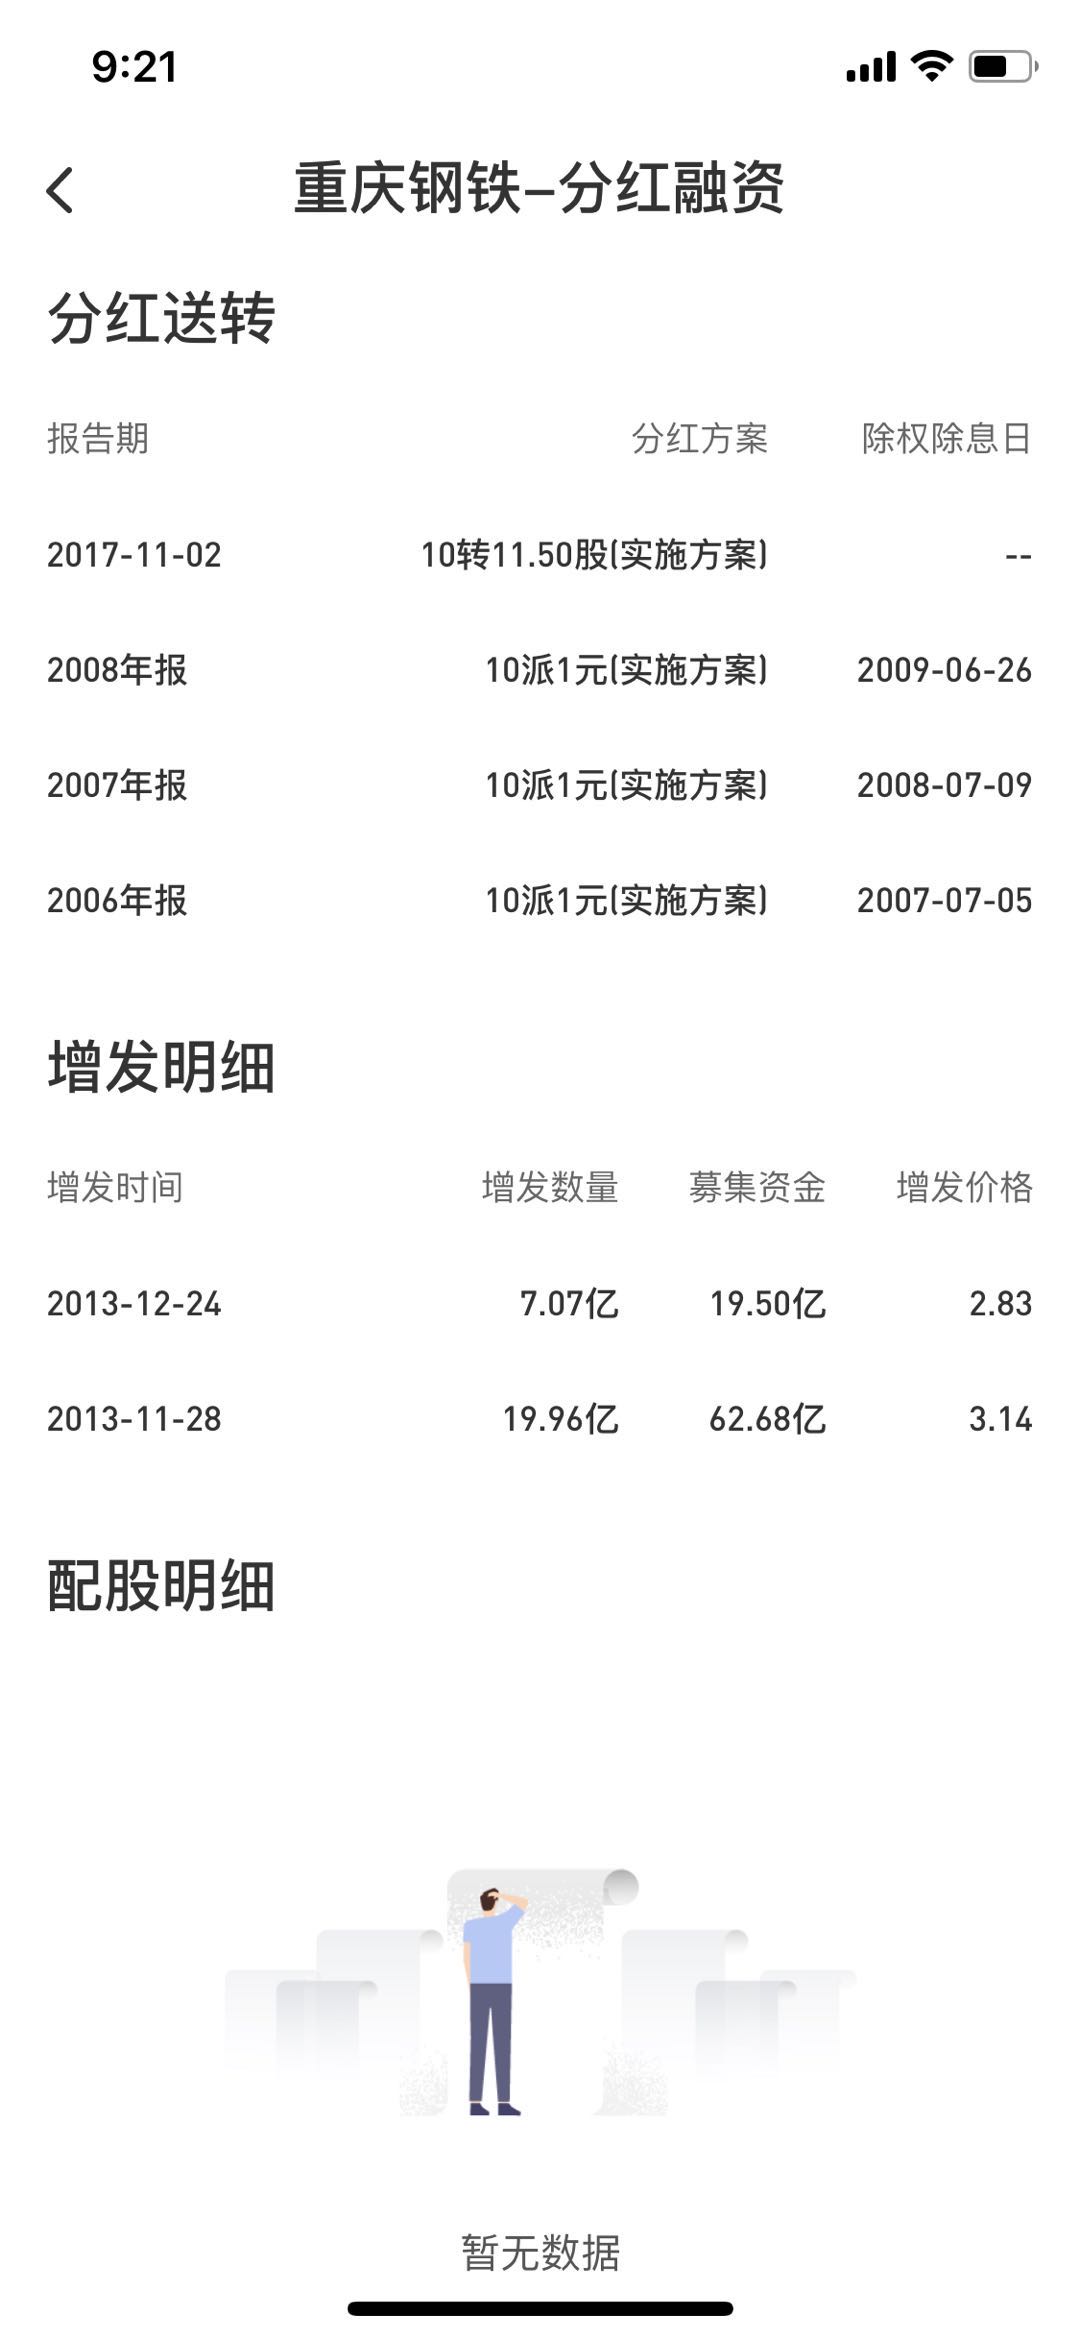 9:21
重庆钢铁-分红融资
分红送转
报告期 分红方案 除权除息日
2017-11-02 10转11.50股(实施方案) --
2008年报 10派1元(实施方案) 2009-06-26
2007年报 10派1元(实施方案) 2008-07-09
2006年报 10派1元(实施方案) 2007-07-05
增发明细
增发时间 增发数量 募集资金 增发价格
2013-12-24 7.07亿 19.50亿 2.83
2013-11-28 19.96亿 62.68亿 3.14
配股明细
暂无数据